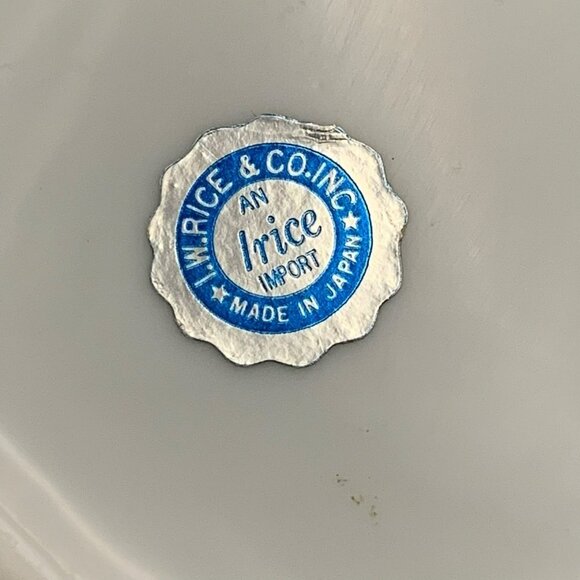 I.W.RICE & CO.INC
AN
Irice
IMPORT
★ MADE IN JAPAN ★